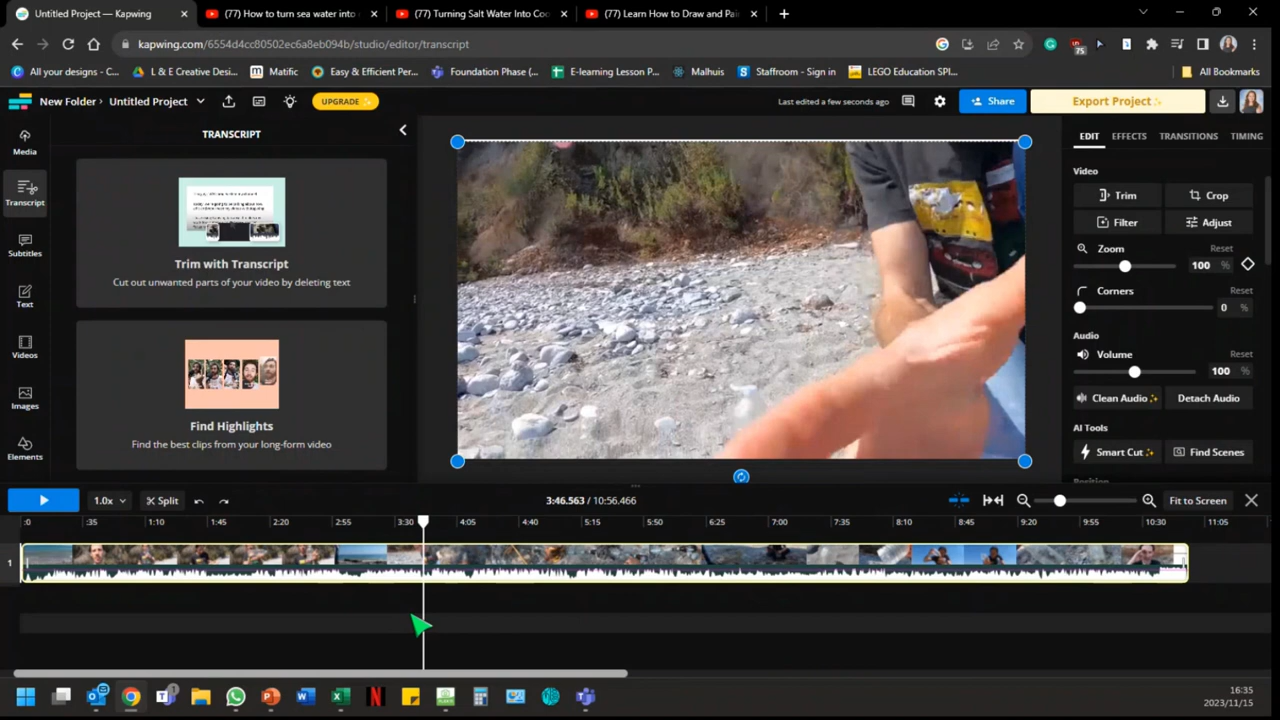 Untitled Project — Kapwing
(77) How to turn sea water into
(77) Turning Salt Water Into Coo
(77) Learn How to Draw and Pai
kapwing.com/6554d4cc80502ec6a8eb094b/studio/editor/transcript
75
All your designs - C...
L & E Creative Desi...
Matific
Easy & Efficient Per...
Foundation Phase (...
E-learning Lesson P...
Malhuis
Staffroom - Sign in
LEGO Education SPI...
All Bookmarks
New Folder › Untitled Project
UPGRADE
Last edited a few seconds ago
Share
Export Project
Media
Transcript
Subtitles
Text
Videos
Images
Elements
TRANSCRIPT
Trim with Transcript
Cut out unwanted parts of your video by deleting text
Find Highlights
Find the best clips from your long-form video
EDIT EFFECTS TRANSITIONS TIMING
Video
Trim Crop
Filter Adjust
Zoom Reset
100 %
Corners Reset
0 %
Audio
Volume Reset
100 %
Clean Audio Detach Audio
AI Tools
Smart Cut Find Scenes
1.0x Split 3:46.563 / 10:56.466 Fit to Screen
:0 :35 1:10 1:45 2:20 2:55 3:30 4:05 4:40 5:15 5:50 6:25 7:00 7:35 8:10 8:45 9:20 9:55 10:30 11:05
1
16:35
2023/11/15